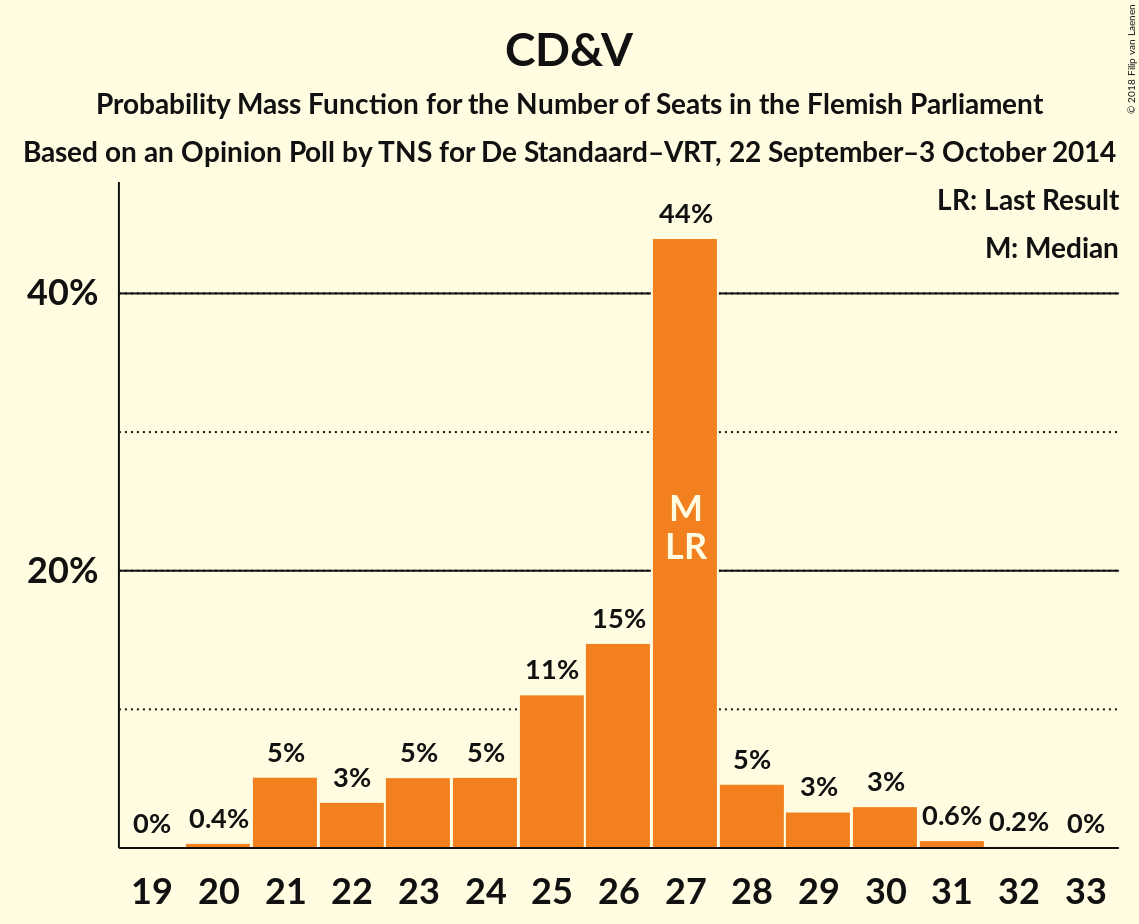 CD&V
Probability Mass Function for the Number of Seats in the Flemish Parliament
Based on an Opinion Poll by TNS for De Standaard–VRT, 22 September–3 October 2014
© 2018 Filip van Laenen
LR: Last Result
M: Median
40%
20%
0%
0.4%
5%
3%
5%
5%
11%
15%
44%
5%
3%
3%
0.6%
0.2%
0%
M
LR
19 20 21 22 23 24 25 26 27 28 29 30 31 32 33